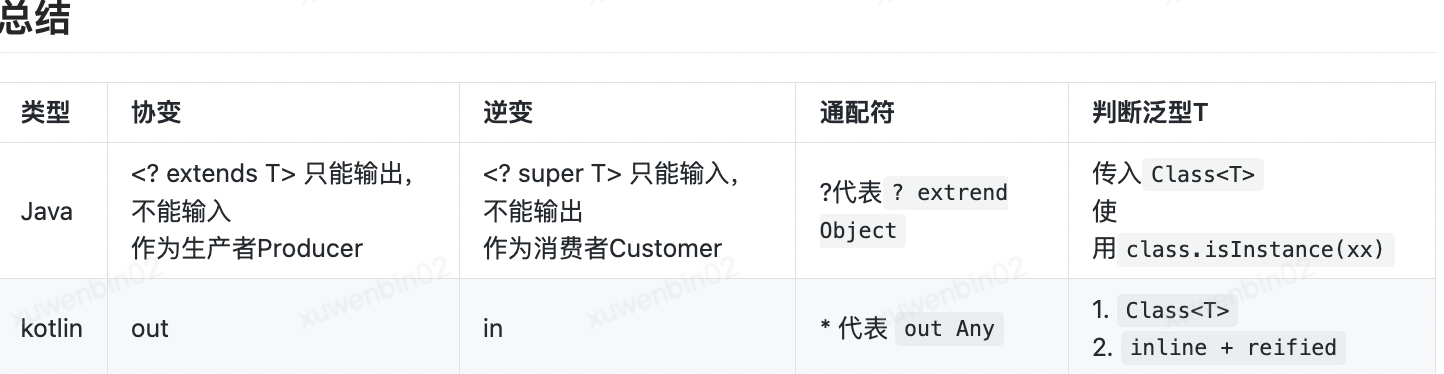 总结
类型 协变 逆变 通配符 判断泛型T
Java
<? extends T> 只能输出，
不能输入
作为生产者Producer
<? super T> 只能输入，
不能输出
作为消费者Customer
?代表 ? extrend
Object
传入 Class<T>
使
用 class.isInstance(xx)
kotlin
out
in
* 代表 out Any
1. Class<T>
2. inline + reified
xuwenbin02
xuwenbin02
xuwenbin02
xuwenbin02
xuwenbin02